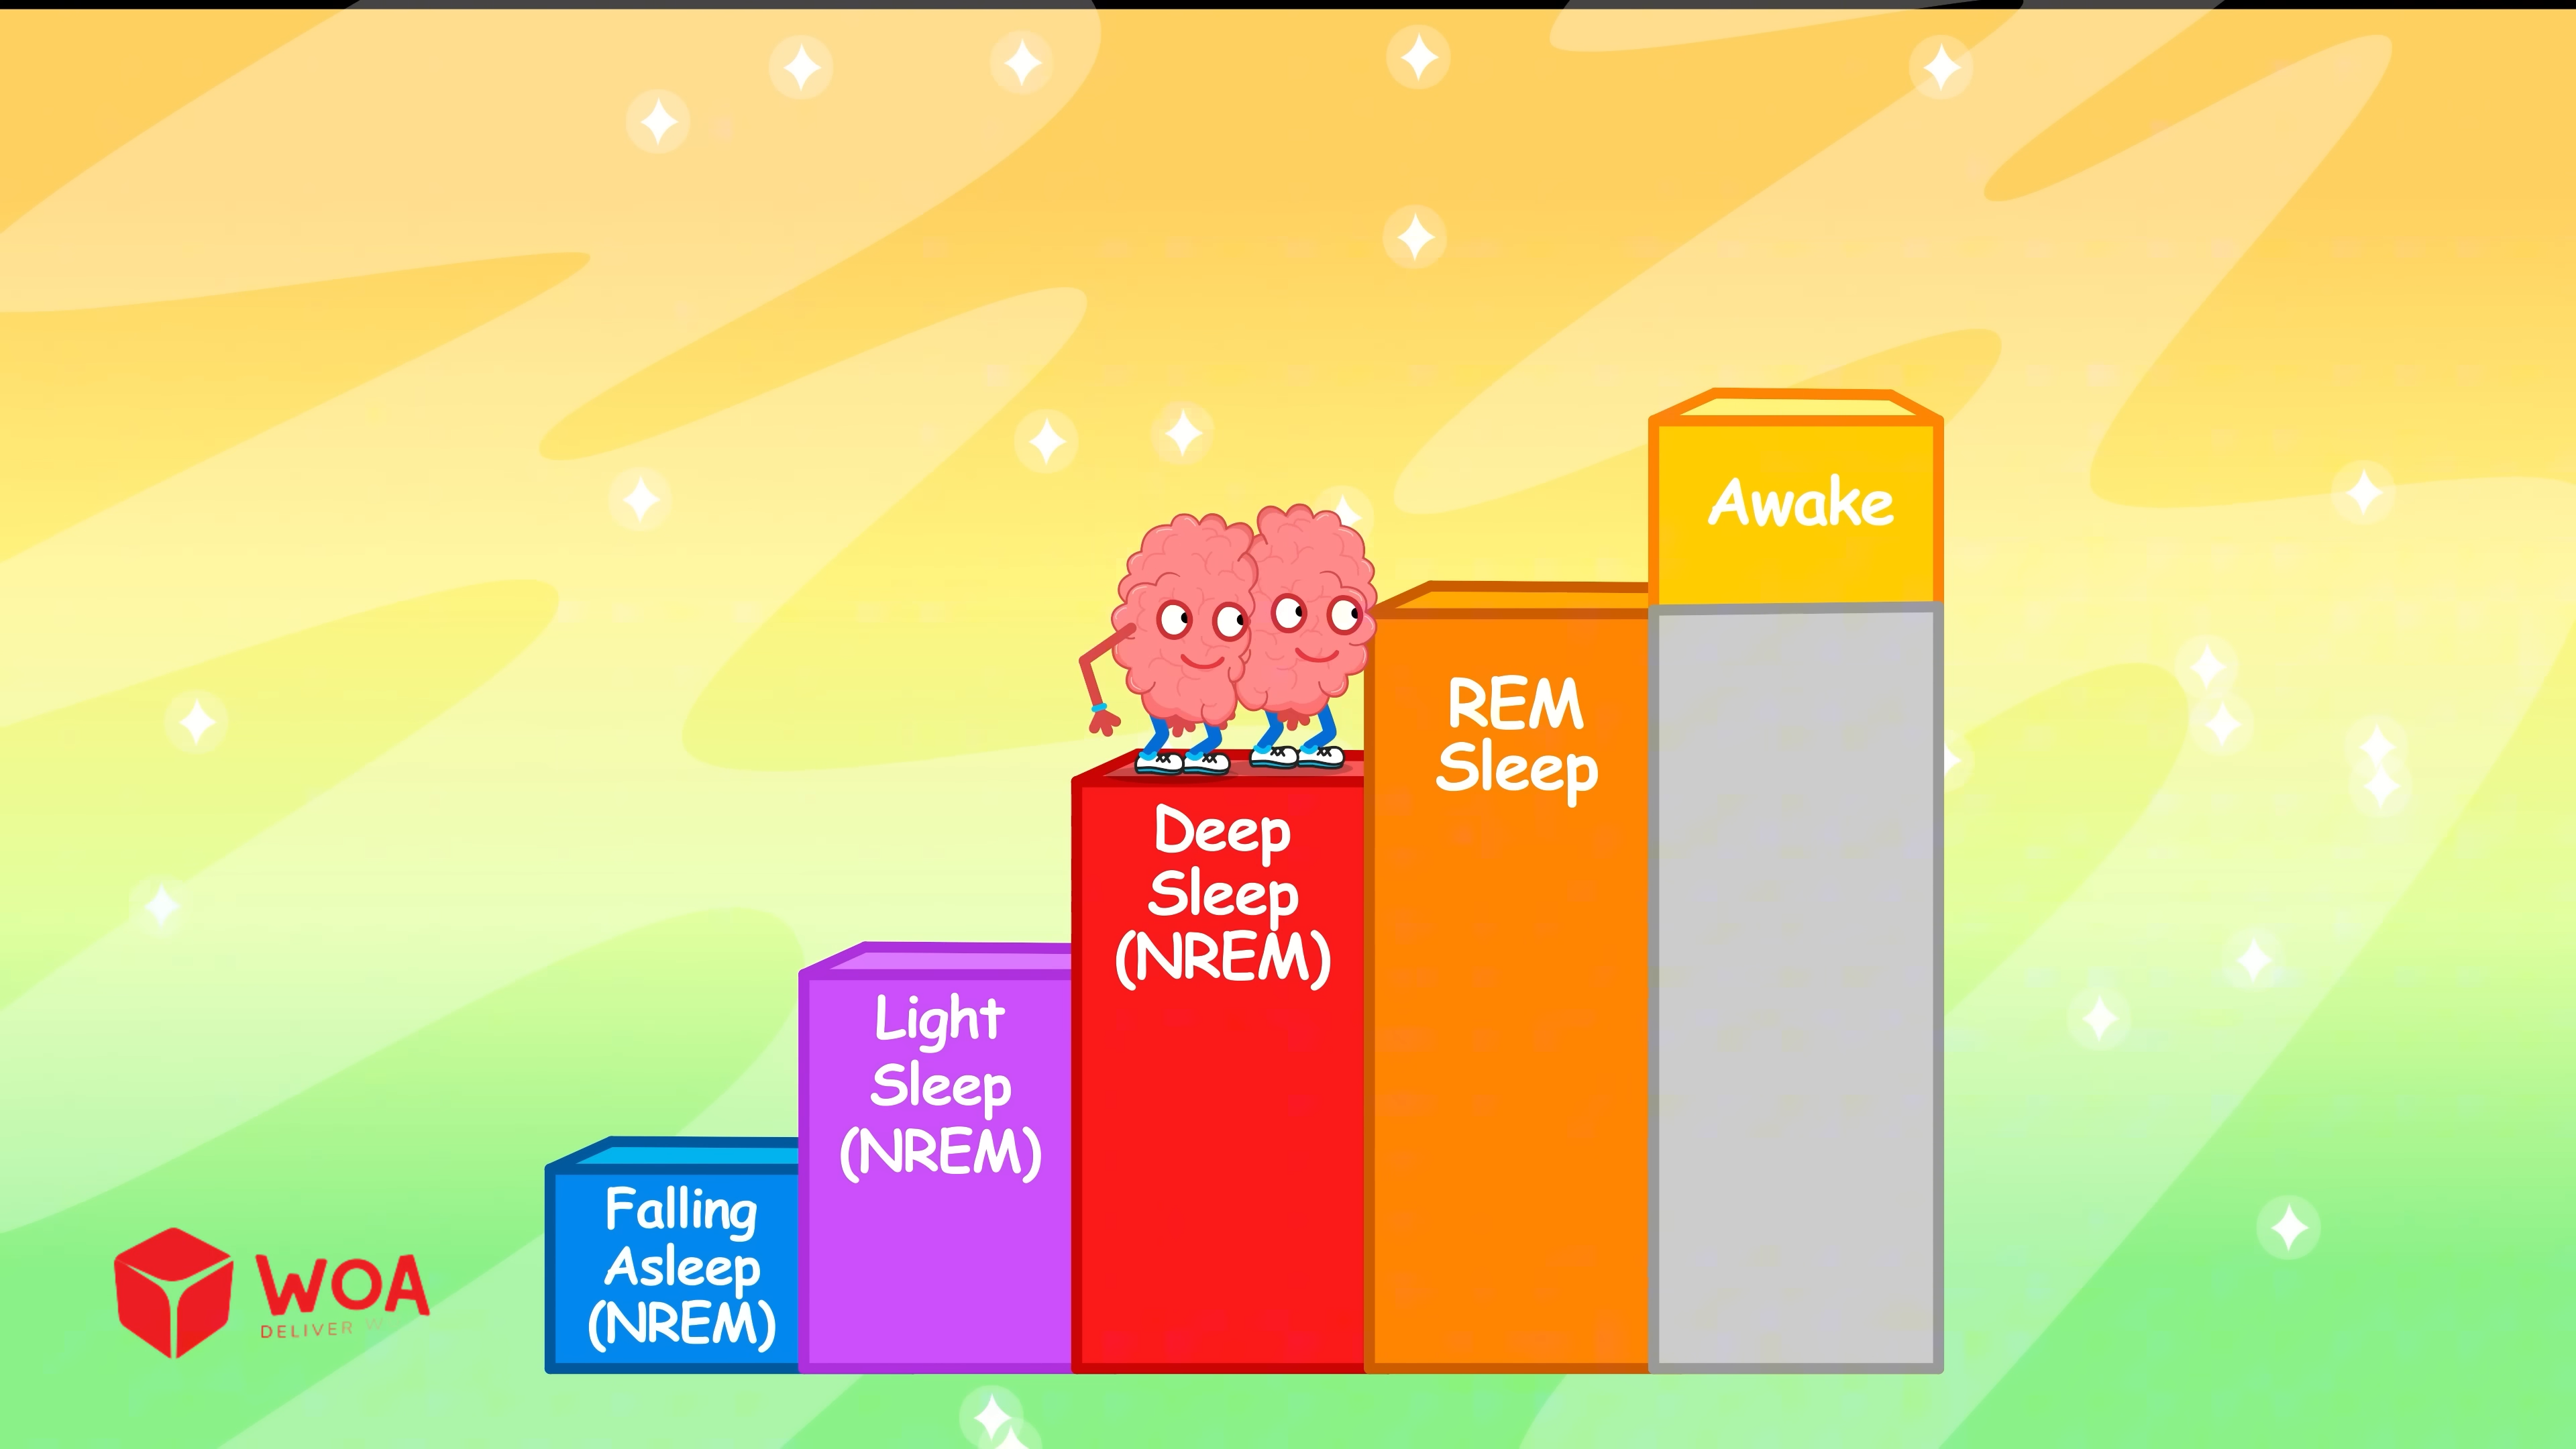 Awake
REM
Sleep
Deep
Sleep
(NREM)
Light
Sleep
(NREM)
Falling
Asleep
(NREM)
WOA
DELIVER W